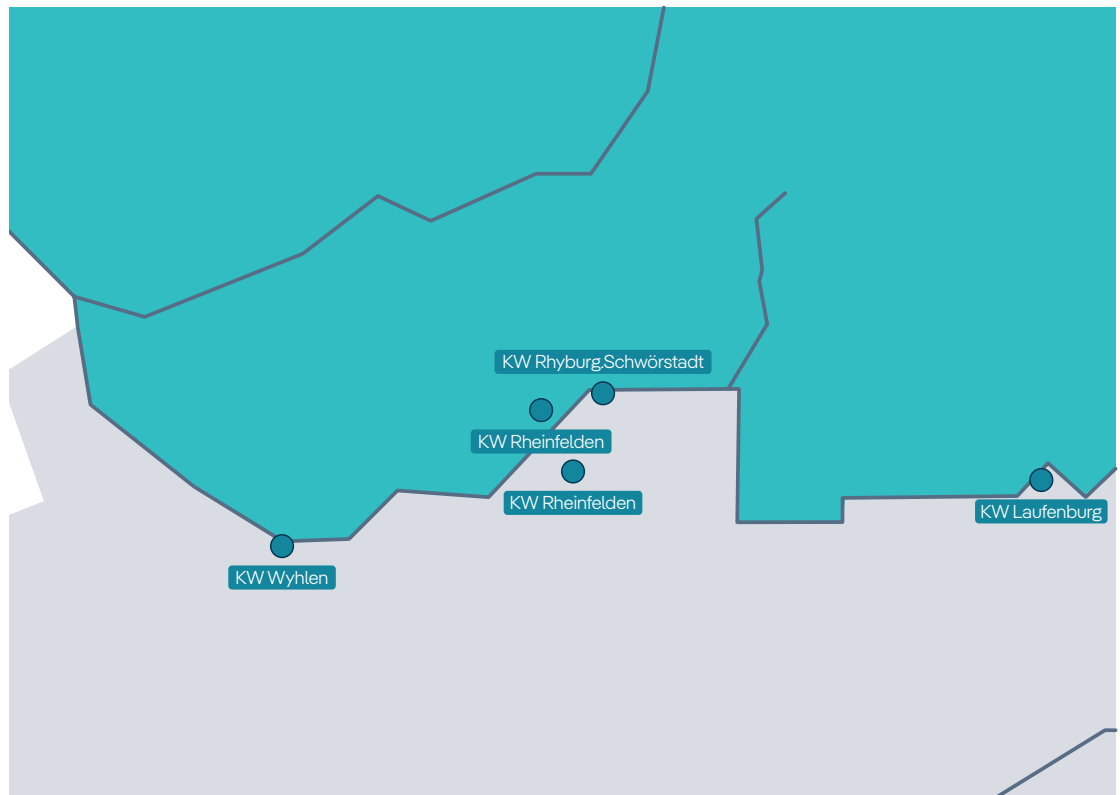 KW Rhyburg.Schwörstadt
KW Rheinfelden
KW Rheinfelden
KW Laufenburg
KW Wyhlen